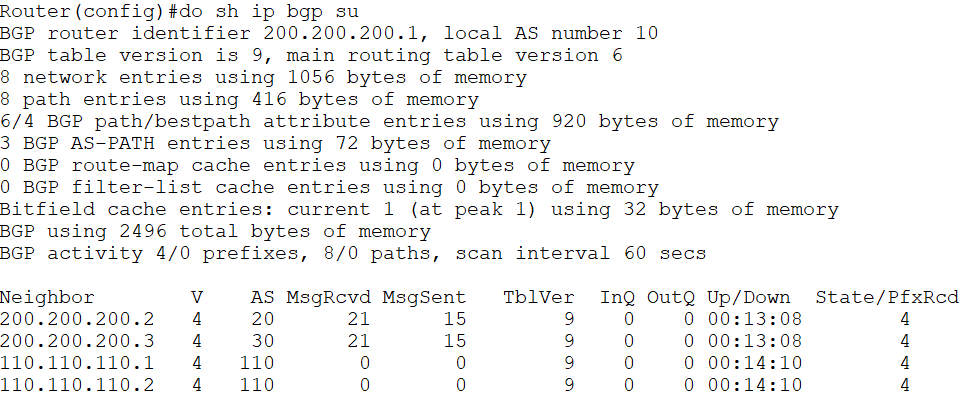 Router(config)#do sh ip bgp su
BGP router identifier 200.200.200.1, local AS number 10
BGP table version is 9, main routing table version 6
8 network entries using 1056 bytes of memory
8 path entries using 416 bytes of memory
6/4 BGP path/bestpath attribute entries using 920 bytes of memory
3 BGP AS-PATH entries using 72 bytes of memory
0 BGP route-map cache entries using 0 bytes of memory
0 BGP filter-list cache entries using 0 bytes of memory
Bitfield cache entries: current 1 (at peak 1) using 32 bytes of memory
BGP using 2496 total bytes of memory
BGP activity 4/0 prefixes, 8/0 paths, scan interval 60 secs
Neighbor        V    AS MsgRcvd MsgSent   TblVer  InQ OutQ Up/Down  State/PfxRcd
200.200.200.2   4    20      21      15        9    0    0 00:13:08        4
200.200.200.3   4    30      21      15        9    0    0 00:13:08        4
110.110.110.1   4   110       0       0        9    0    0 00:14:10        4
110.110.110.2   4   110       0       0        9    0    0 00:14:10        4